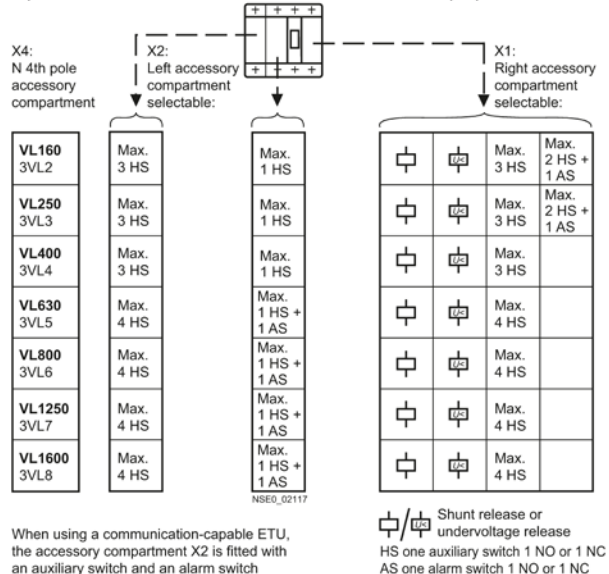 X4:
N 4th pole
accessory
compartment
X2:
Left accessory
compartment
selectable:
X1:
Right accessory
compartment
selectable:
VL160
3VL2
Max.
3 HS
Max.
1 HS
U<
Max.
3 HS
Max.
2 HS +
1 AS
VL250
3VL3
Max.
3 HS
Max.
1 HS
U<
Max.
3 HS
Max.
2 HS +
1 AS
VL400
3VL4
Max.
3 HS
Max.
1 HS
U<
Max.
3 HS
VL630
3VL5
Max.
4 HS
Max.
1 HS +
1 AS
U<
Max.
4 HS
VL800
3VL6
Max.
4 HS
Max.
1 HS +
1 AS
U<
Max.
4 HS
VL1250
3VL7
Max.
4 HS
Max.
1 HS +
1 AS
U<
Max.
4 HS
VL1600
3VL8
Max.
4 HS
Max.
1 HS +
1 AS
U<
Max.
4 HS
NSE0_02117
When using a communication-capable ETU,
the accessory compartment X2 is fitted with
an auxiliary switch and an alarm switch
U<
Shunt release or
undervoltage release
HS one auxiliary switch 1 NO or 1 NC
AS one alarm switch 1 NO or 1 NC